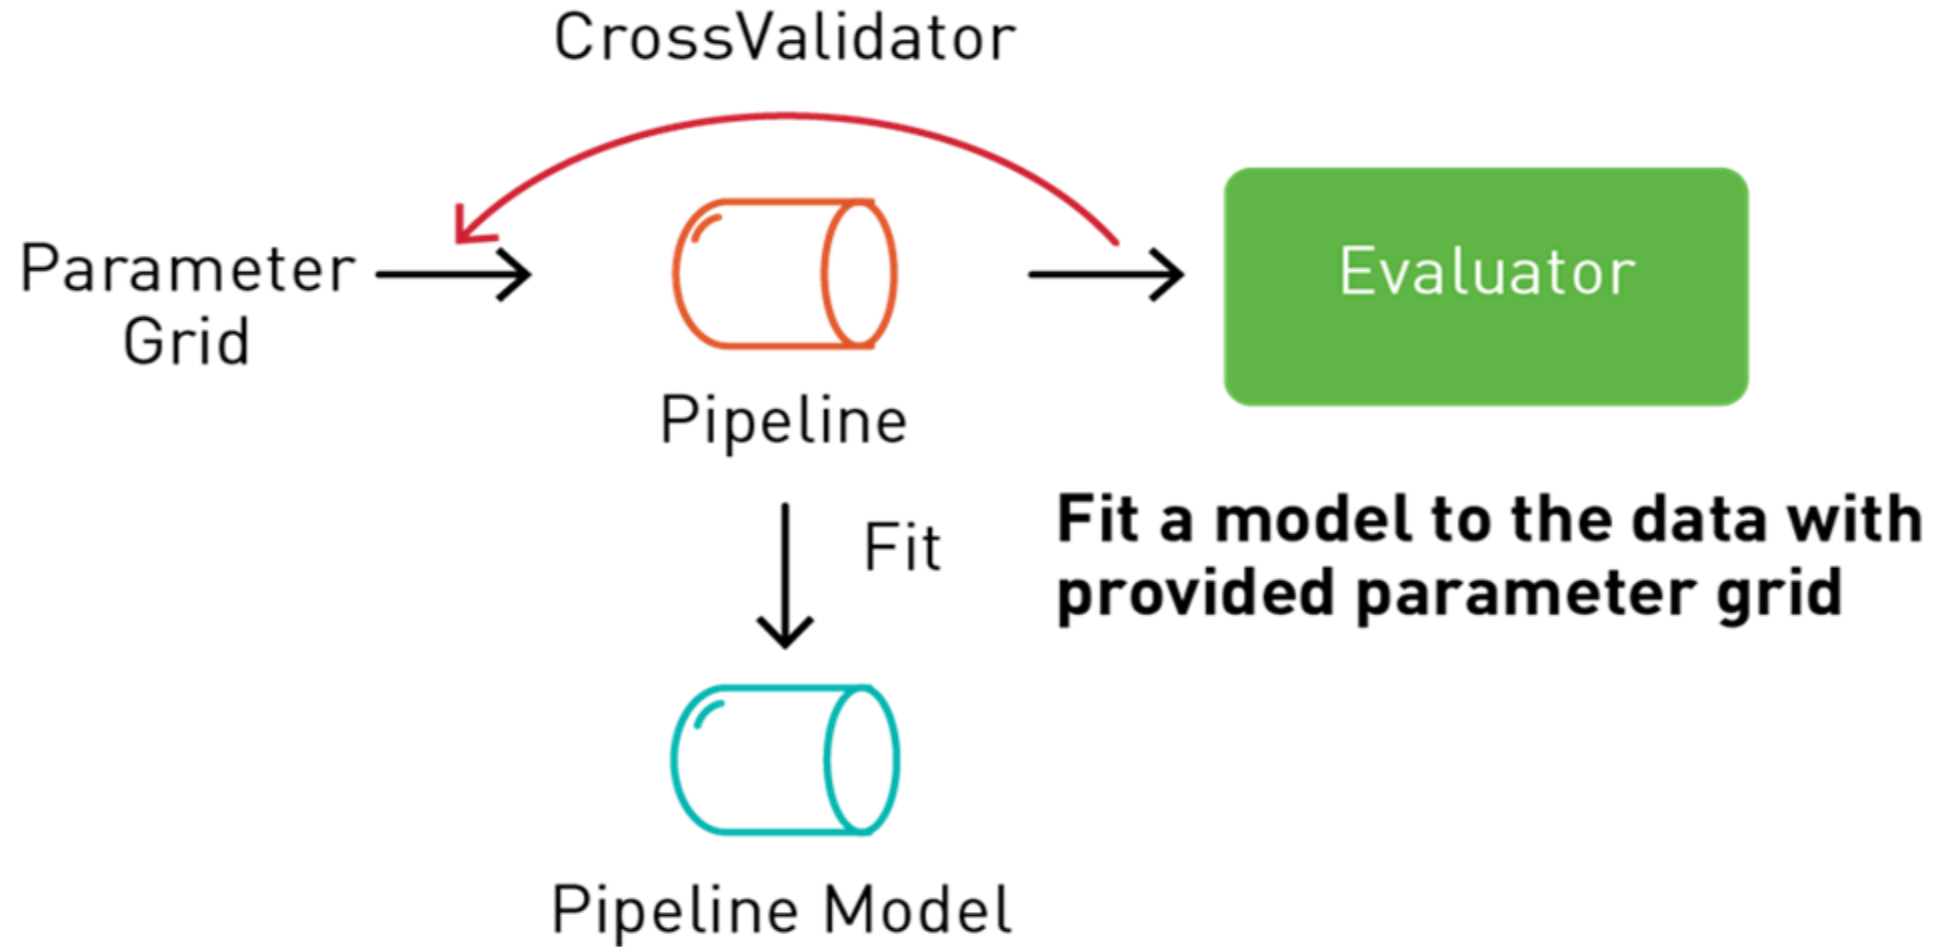 CrossValidator
Parameter
Grid
Pipeline
Evaluator
Fit
Fit a model to the data with
provided parameter grid
Pipeline Model